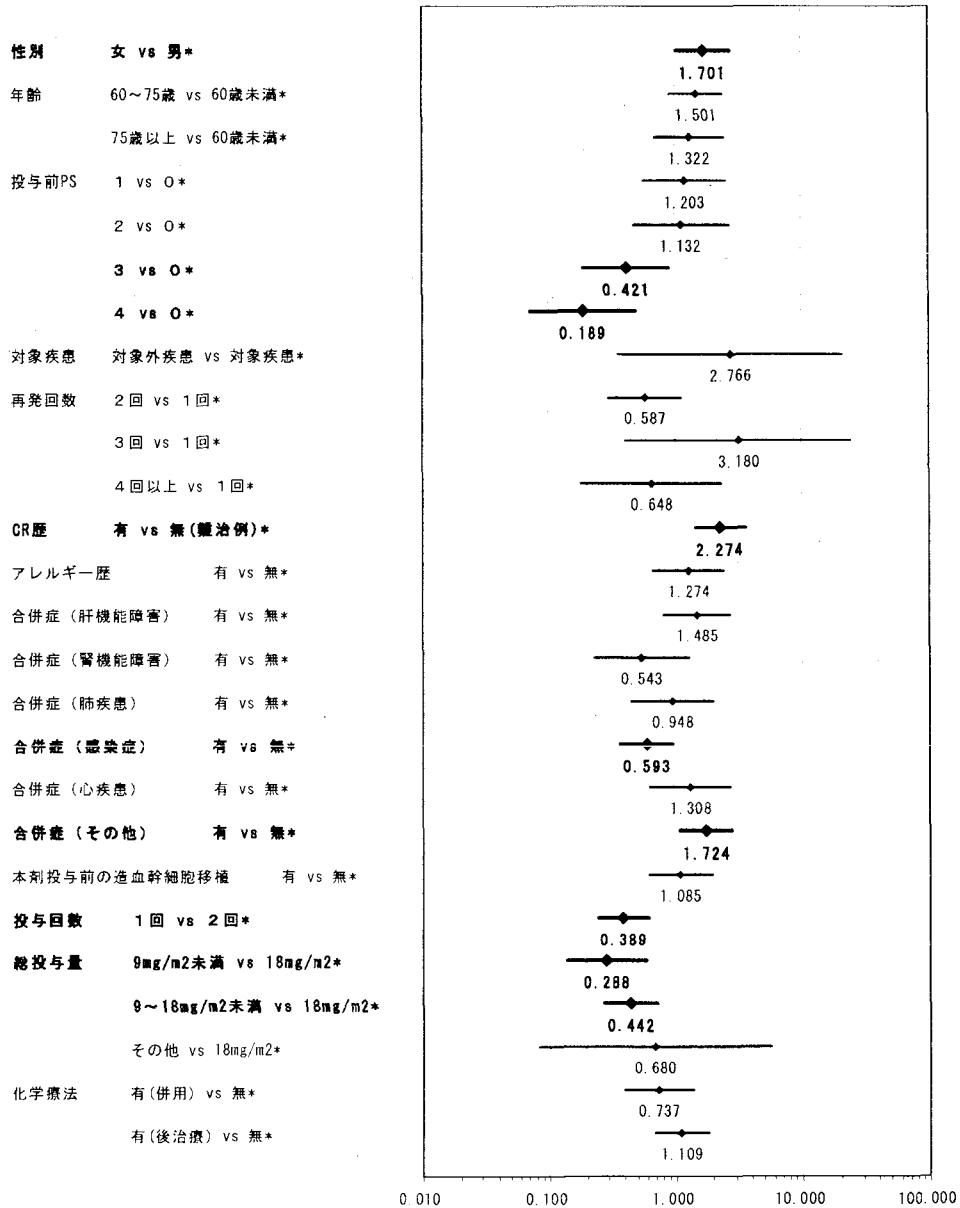 性別 女 vs 男*
1.701
年齢 60～75歳 vs 60歳未満*
1.501
75歳以上 vs 60歳未満*
1.322
投与前PS 1 vs 0*
1.203
2 vs 0*
1.132
3 vs 0*
0.421
4 vs 0*
0.189
対象疾患 対象外疾患 vs 対象疾患*
2.766
再発回数 2回 vs 1回*
0.587
3回 vs 1回*
3.180
4回以上 vs 1回*
0.648
CR歴 有 vs 無(難治例)*
2.274
アレルギー歴 有 vs 無*
1.274
合併症（肝機能障害） 有 vs 無*
1.485
合併症（腎機能障害） 有 vs 無*
0.543
合併症（肺疾患） 有 vs 無*
0.948
合併症（感染症） 有 vs 無*
0.593
合併症（心疾患） 有 vs 無*
1.308
合併症（その他） 有 vs 無*
1.724
本剤投与前の造血幹細胞移植 有 vs 無*
1.085
投与回数 1回 vs 2回*
0.389
総投与量 9mg/m2未満 vs 18mg/m2*
0.288
9～18mg/m2未満 vs 18mg/m2*
0.442
その他 vs 18mg/m2*
0.680
化学療法 有(併用) vs 無*
0.737
有(後治療) vs 無*
1.109
0.010 0.100 1.000 10.000 100.000